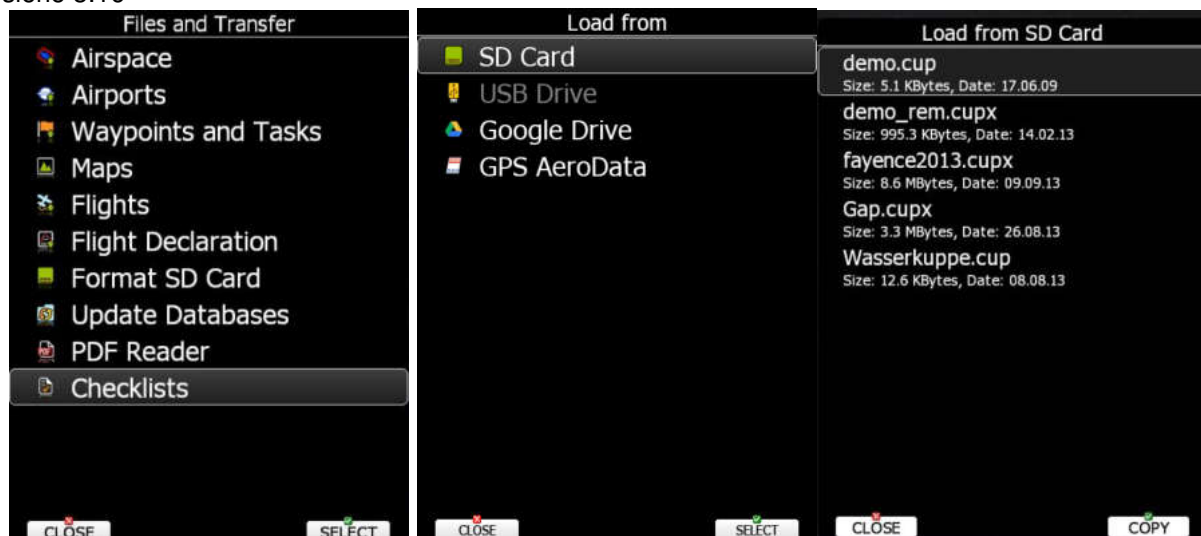 Files and Transfer
Airspace
Airports
Waypoints and Tasks
Maps
Flights
Flight Declaration
Format SD Card
Update Databases
PDF Reader
Checklists
CLOSE
SELECT
Load from
SD Card
USB Drive
Google Drive
GPS AeroData
CLOSE
SELECT
Load from SD Card
demo.cup
Size: 5.1 KBytes, Date: 17.06.09
demo_rem.cupx
Size: 995.3 KBytes, Date: 14.02.13
fayence2013.cupx
Size: 8.6 MBytes, Date: 09.09.13
Gap.cupx
Size: 3.3 MBytes, Date: 26.08.13
Wasserkuppe.cup
Size: 12.6 KBytes, Date: 08.08.13
CLOSE
COPY